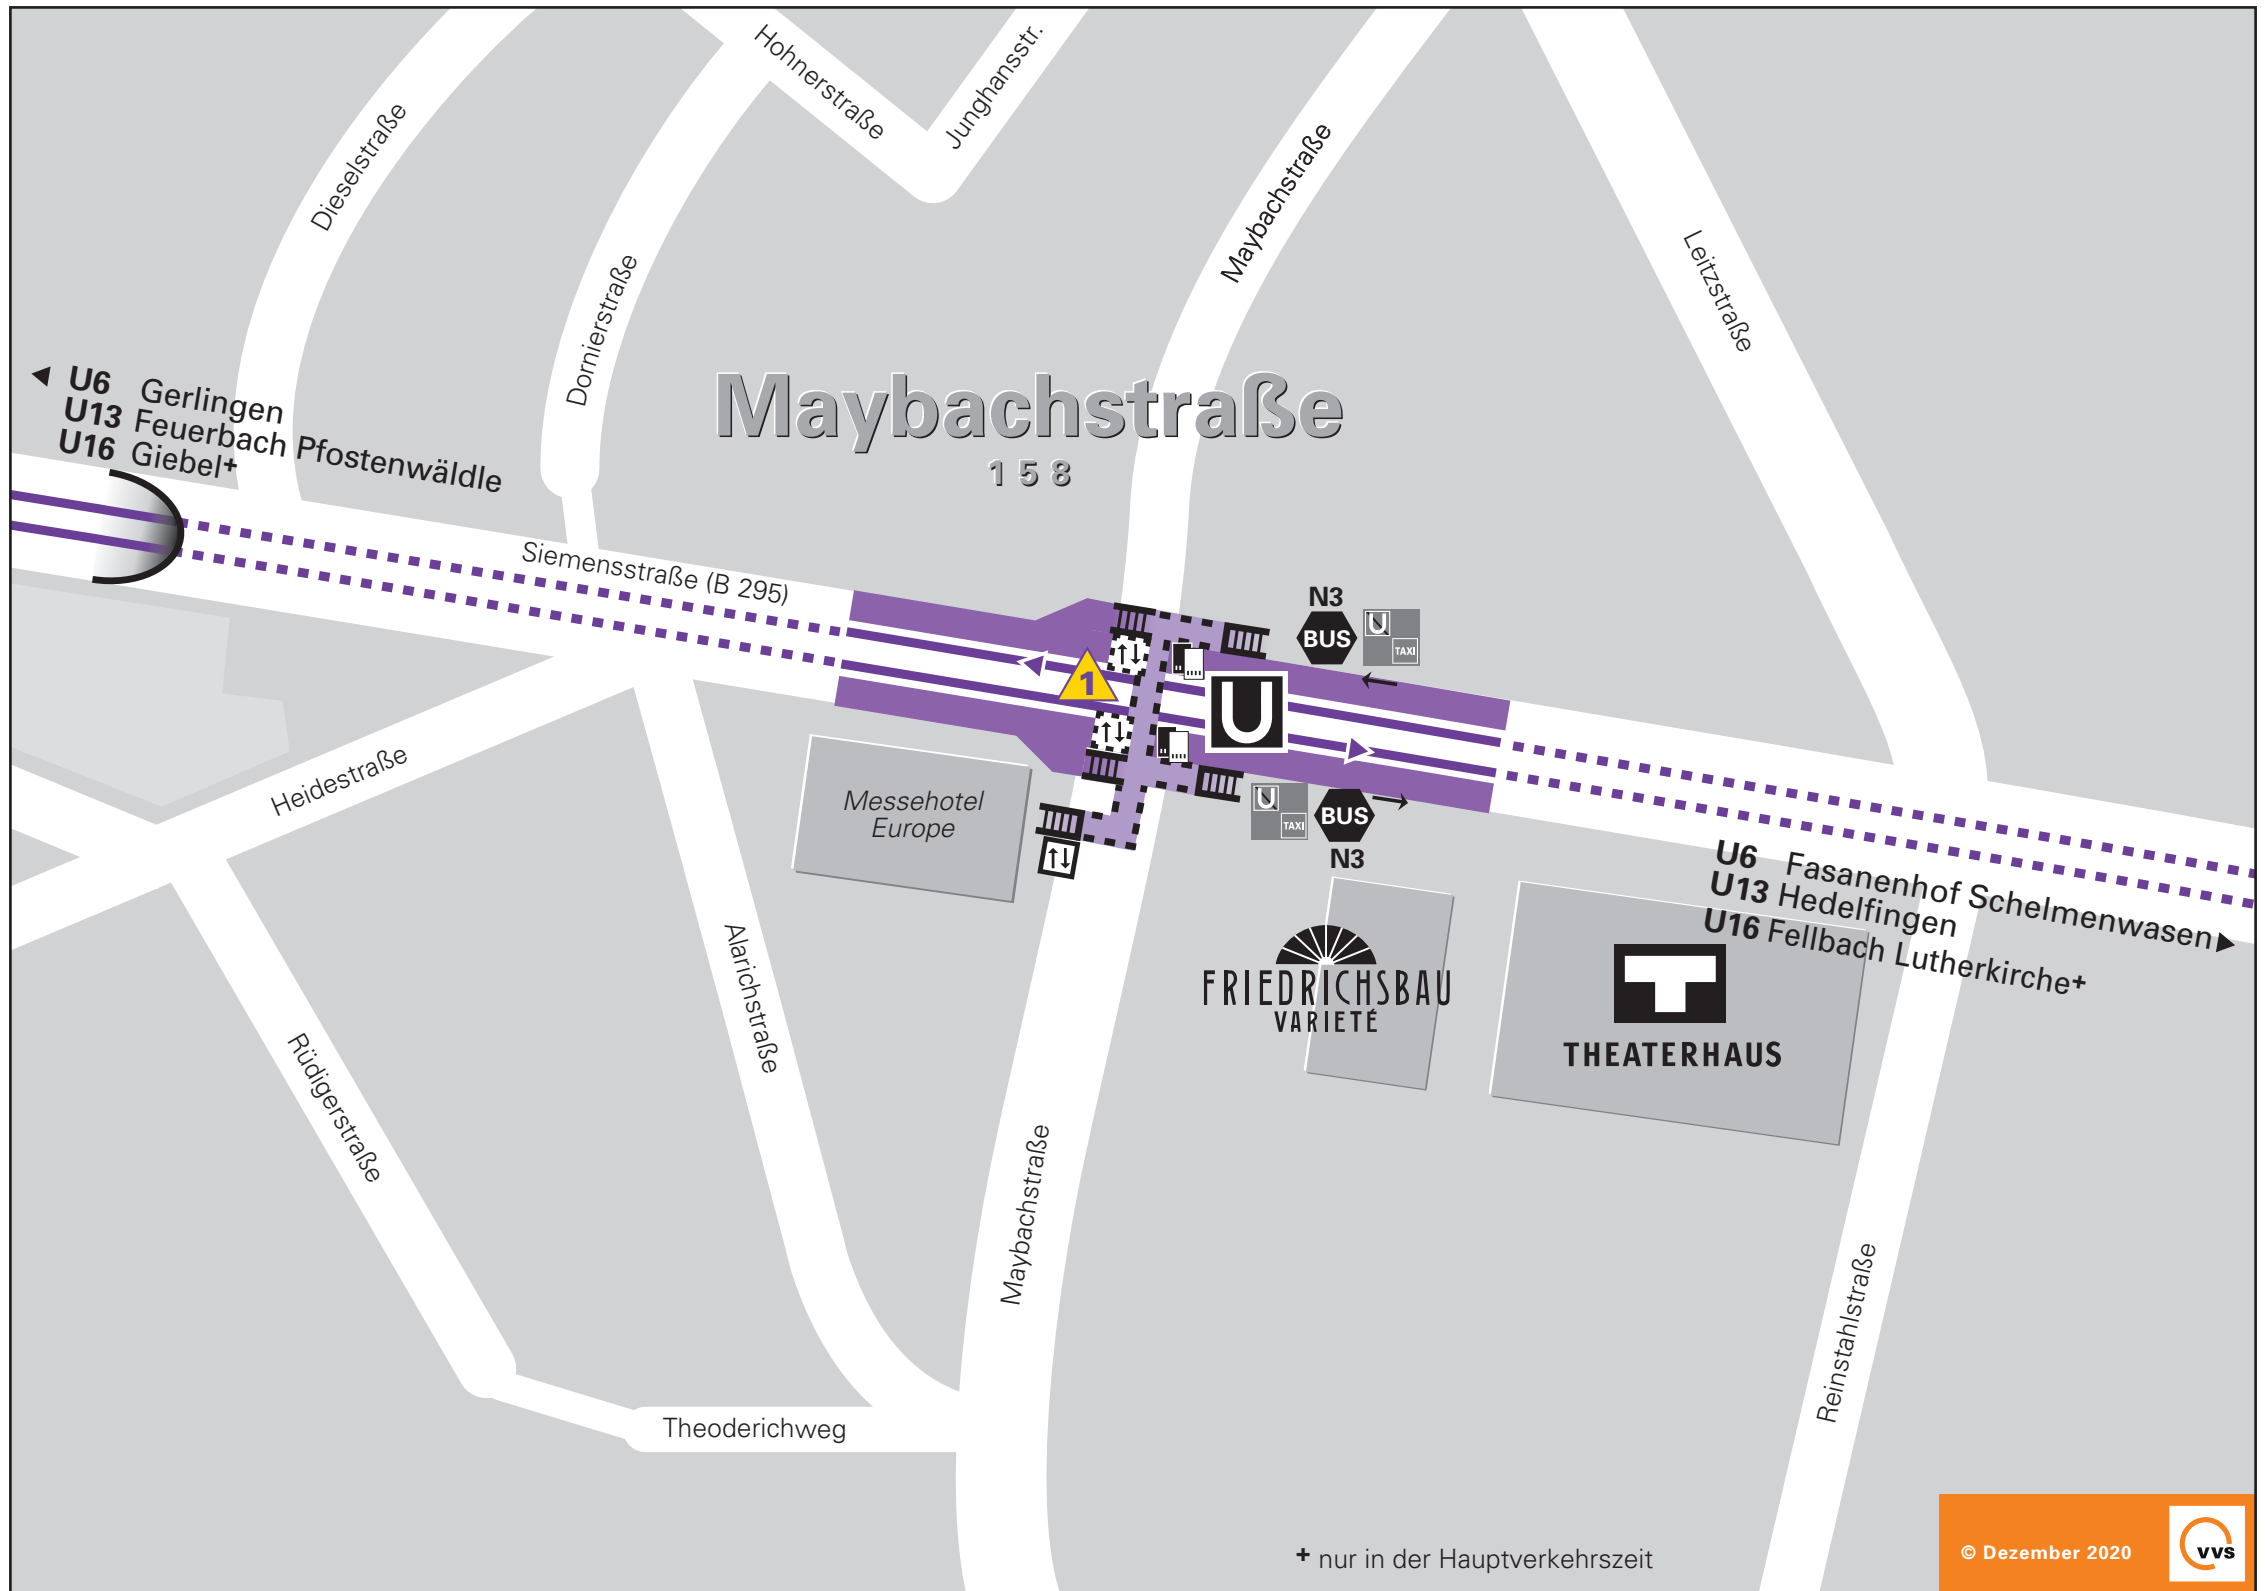 Hohnerstraße
Junghansstr.
Dieselstraße
Maybachstraße
Dornierstraße
Leitzstraße
U6 Gerlingen
U13 Feuerbach Pfostenwäldle
U16 Giebel+
Maybachstraße
158
Siemensstraße (B 295)
N3
BUS
U
TAXI
1
U
Heidestraße
Messehotel
Europe
U
TAXI
BUS
N3
U6 Fasanenhof Schelmenwasen
U13 Hedelfingen
U16 Fellbach Lutherkirche+
FRIEDRICHSBAU
VARIETÉ
T
THEATERHAUS
Alarichstraße
Rüdigerstraße
Maybachstraße
Reinstahlstraße
Theoderichweg
+ nur in der Hauptverkehrszeit
© Dezember 2020
vvs